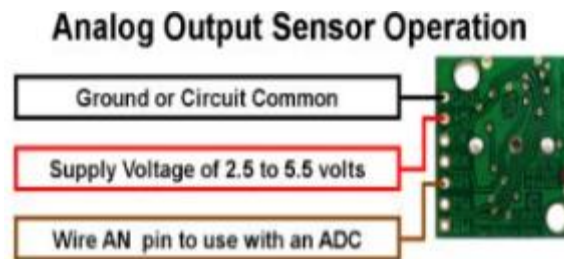 Analog Output Sensor Operation
Ground or Circuit Common
Supply Voltage of 2.5 to 5.5 volts
Wire AN pin to use with an ADC